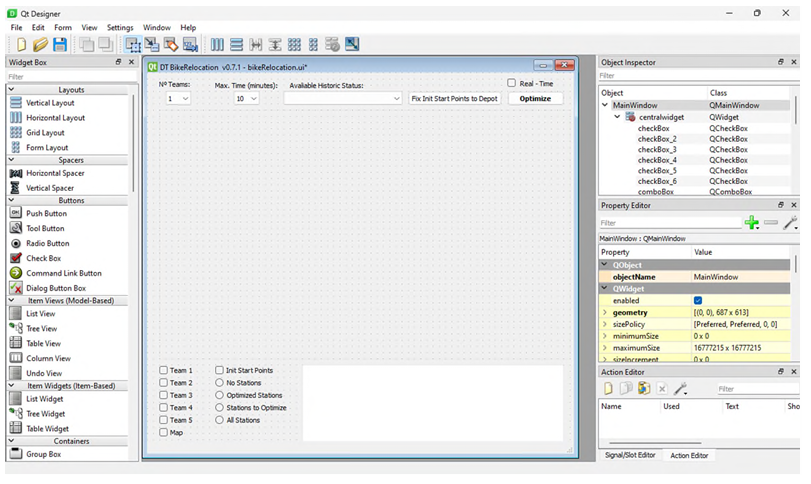 Qt Designer
File Edit Form View Settings Window Help
Widget Box
Filter
Layouts
Vertical Layout
Horizontal Layout
Grid Layout
Form Layout
Spacers
Horizontal Spacer
Vertical Spacer
Buttons
Push Button
Tool Button
Radio Button
Check Box
Command Link Button
Dialog Button Box
Item Views (Model-Based)
List View
Tree View
Table View
Column View
Undo View
Item Widgets (Item-Based)
List Widget
Tree Widget
Table Widget
Containers
Group Box
DT BikeRelocation v0.7.1 - bikeRelocation.ui*
Nº Teams: Max. Time (minutes): Available Historic Status: Real - Time
1 10 Fix Init Start Points to Depot Optimize
Team 1 Init Start Points
Team 2 No Stations
Team 3 Optimized Stations
Team 4 Stations to Optimize
Team 5 All Stations
Map
Object Inspector
Filter
Object Class
MainWindow QMainWindow
centralwidget QWidget
checkBox QCheckBox
checkBox_2 QCheckBox
checkBox_3 QCheckBox
checkBox_4 QCheckBox
checkBox_5 QCheckBox
checkBox_6 QCheckBox
comboBox QComboBox
Property Editor
Filter
MainWindow : QMainWindow
Property Value
QObject
objectName MainWindow
QWidget
enabled
geometry [(0, 0), 687 x 613]
sizePolicy [Preferred, Preferred, 0, 0]
minimumSize 0 x 0
maximumSize 16777215 x 16777215
sizeIncrement 0 x 0
Action Editor
Filter
Name Used Text Sho
Signal/Slot Editor Action Editor